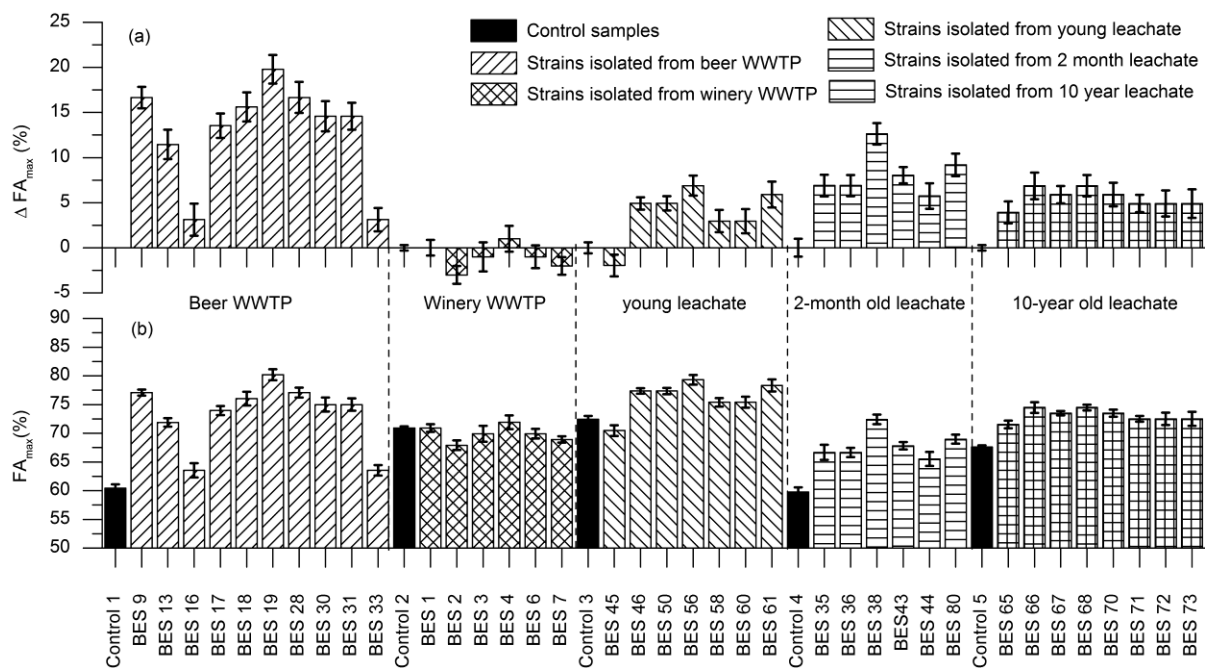 (a)
Control samples
Strains isolated from beer WWTP
Strains isolated from winery WWTP
Strains isolated from young leachate
Strains isolated from 2 month leachate
Strains isolated from 10 year leachate
Δ FAmax (%)
25
20
15
10
5
0
-5
Beer WWTP
Winery WWTP
young leachate
2-month old leachate
10-year old leachate
(b)
FAmax(%)
90
85
80
75
70
65
60
55
50
Control 1
BES 9
BES 13
BES 16
BES 17
BES 18
BES 19
BES 28
BES 30
BES 31
BES 33
Control 2
BES 1
BES 2
BES 3
BES 4
BES 6
BES 7
Control 3
BES 45
BES 46
BES 50
BES 56
BES 58
BES 60
BES 61
Control 4
BES 35
BES 36
BES 38
BES43
BES 44
BES 80
Control 5
BES 65
BES 66
BES 67
BES 68
BES 70
BES 71
BES 72
BES 73